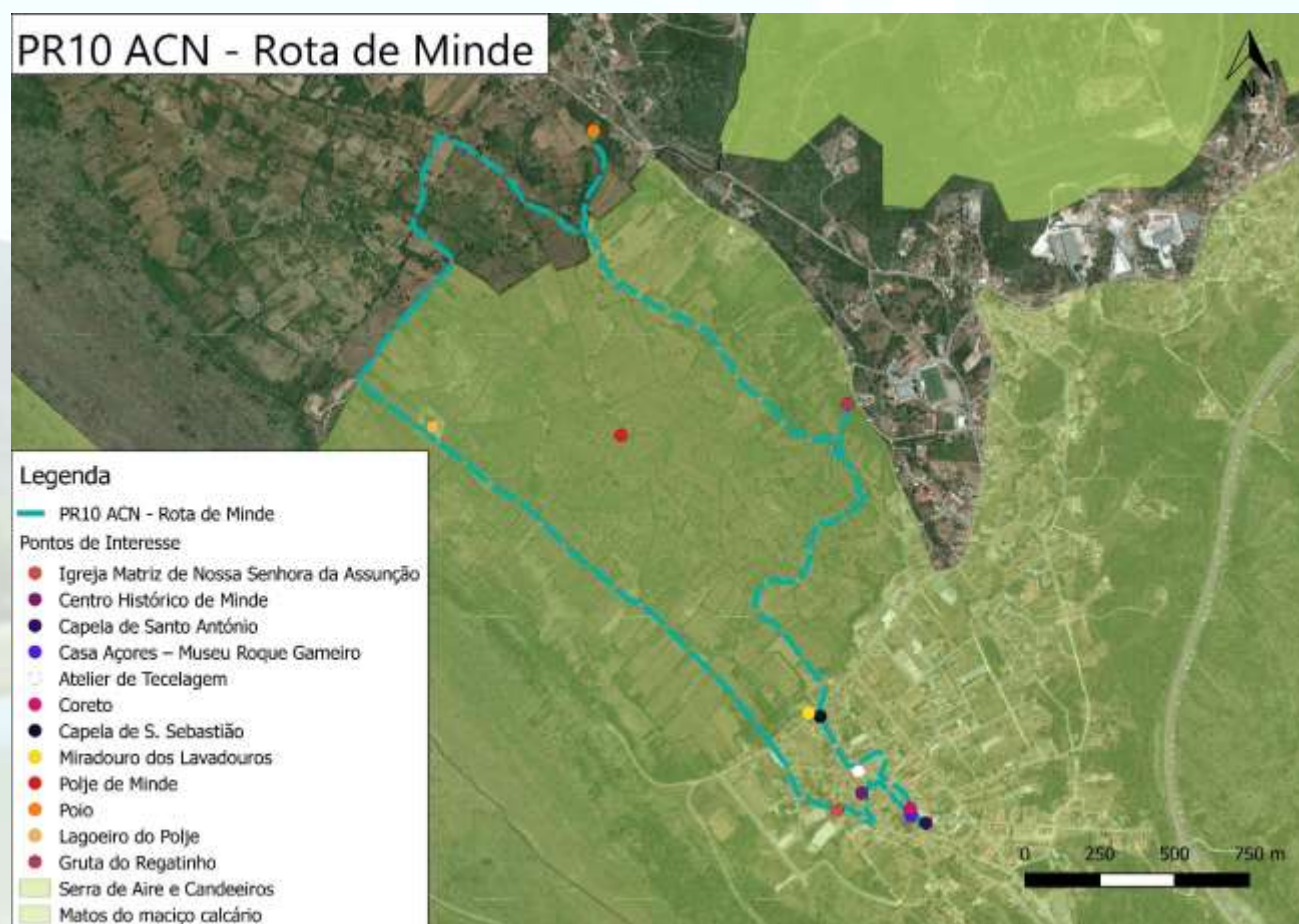 PR10 ACN - Rota de Minde
N
Legenda
PR10 ACN - Rota de Minde
Pontos de Interesse
Igreja Matriz de Nossa Senhora da Assunção
Centro Histórico de Minde
Capela de Santo António
Casa Açores – Museu Roque Gameiro
Atelier de Tecelagem
Coreto
Capela de S. Sebastião
Miradouro dos Lavadouros
Polje de Minde
Poio
Lagoeiro do Polje
Gruta do Regatinho
Serra de Aire e Candeeiros
Matos do maciço calcário
0 250 500 750 m